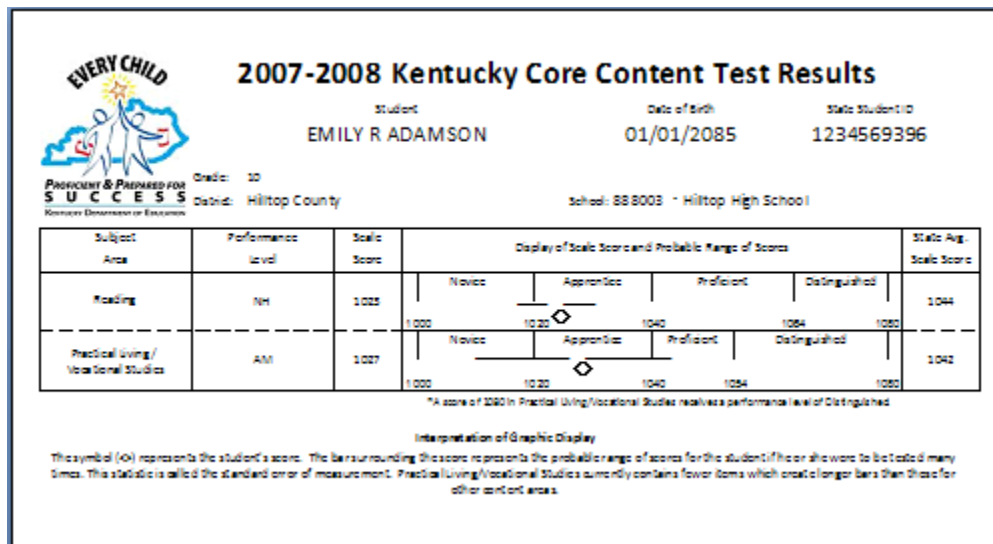 EVERY CHILD
PROFICIENT & PREPARED FOR
SUCCESS
KENTUCKY DEPARTMENT OF EDUCATION
2007-2008 Kentucky Core Content Test Results
Student Date of Birth State Student ID
EMILY R ADAMSON 01/01/2085 1234569396
Grade: 10
District: Hilltop County School: 888003 - Hilltop High School
Subject Performance Scale Display of Scale Score and Probable Range of Scores State Avg.
Area Level Score Scale Score
Novice Apprentice Proficient Distinguished
Reading NH 1025 1044
1000 1020 1040 1064 1080
Novice Apprentice Proficient Distinguished
Practical Living/
Vocational Studies AM 1027 1042
1000 1020 1040 1054 1080
*A score of 1080 in Practical Living/Vocational Studies receives a performance level of Distinguished
Interpretation of Graphic Display
The symbol (<>) represents the student's score. The bar surrounding the score represents the probable range of scores for the student if he or she were to be tested many
times. This statistic is called the standard error of measurement. Practical Living/Vocational Studies currently contains fewer items which create longer bars than those for
other content areas.